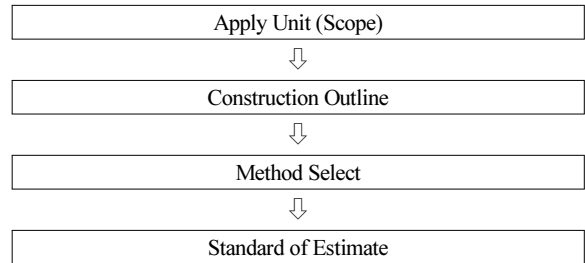 Apply Unit (Scope)
Construction Outline
Method Select
Standard of Estimate